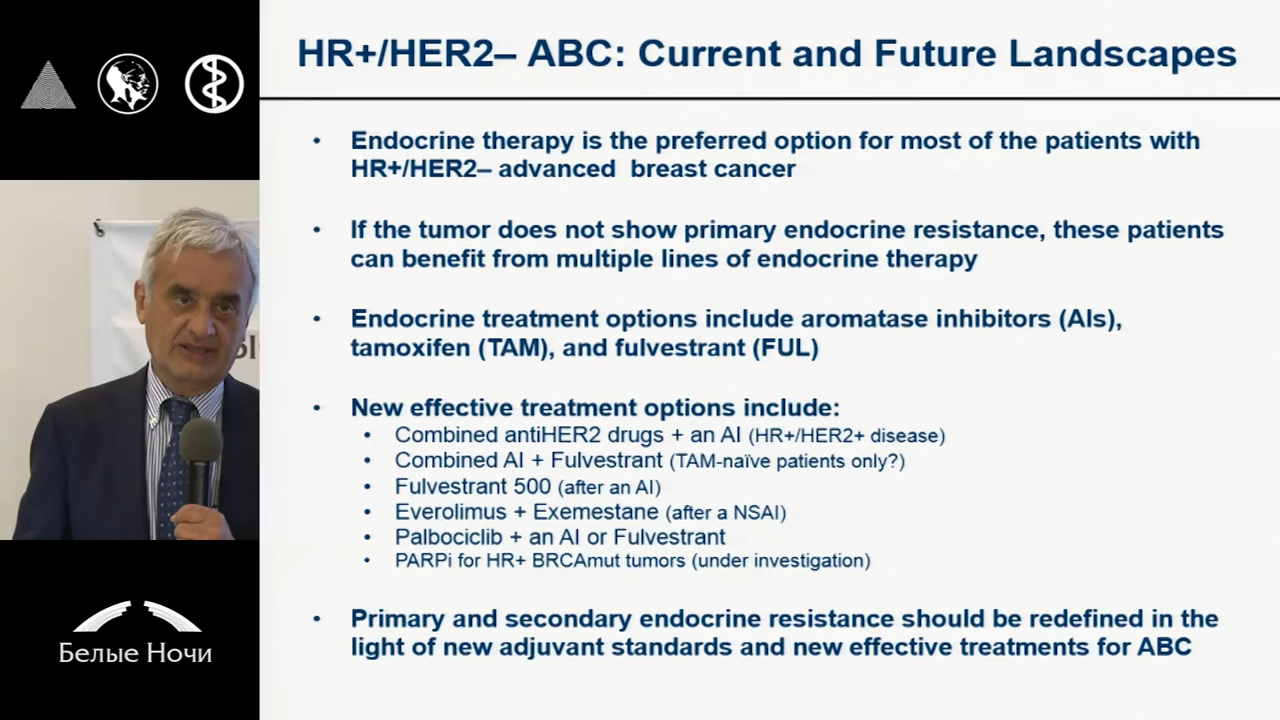 HR+/HER2– ABC: Current and Future Landscapes
• Endocrine therapy is the preferred option for most of the patients with
HR+/HER2– advanced breast cancer
• If the tumor does not show primary endocrine resistance, these patients
can benefit from multiple lines of endocrine therapy
• Endocrine treatment options include aromatase inhibitors (AIs),
tamoxifen (TAM), and fulvestrant (FUL)
• New effective treatment options include:
• Combined antiHER2 drugs + an AI (HR+/HER2+ disease)
• Combined AI + Fulvestrant (TAM-naïve patients only?)
• Fulvestrant 500 (after an AI)
• Everolimus + Exemestane (after a NSAI)
• Palbociclib + an AI or Fulvestrant
• PARPi for HR+ BRCAmut tumors (under investigation)
• Primary and secondary endocrine resistance should be redefined in the
light of new adjuvant standards and new effective treatments for ABC
Белые Ночи